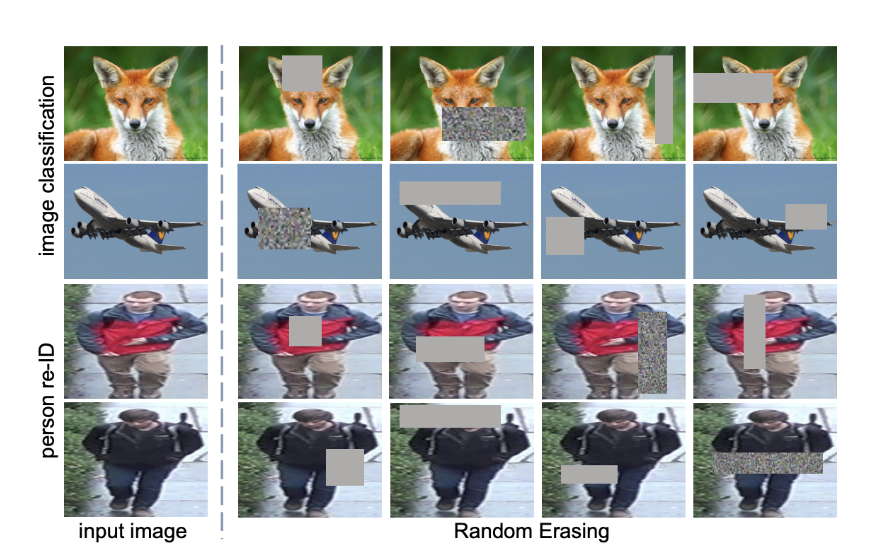 image classification
person re-ID
input image
Random Erasing